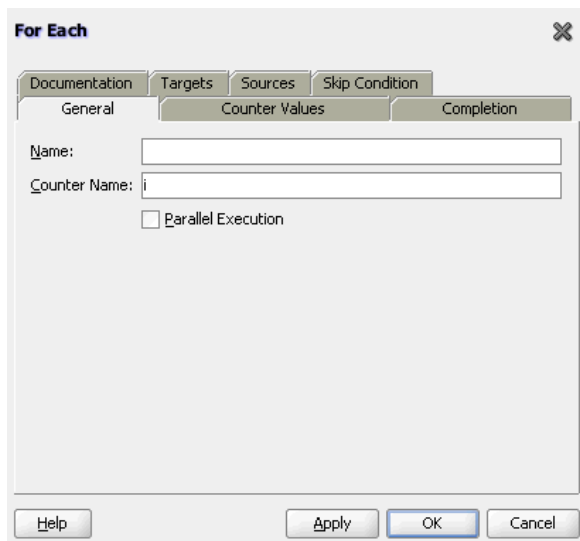 For Each
Documentation Targets Sources Skip Condition
General Counter Values Completion
Name:
Counter Name: i
Parallel Execution
Help Apply OK Cancel